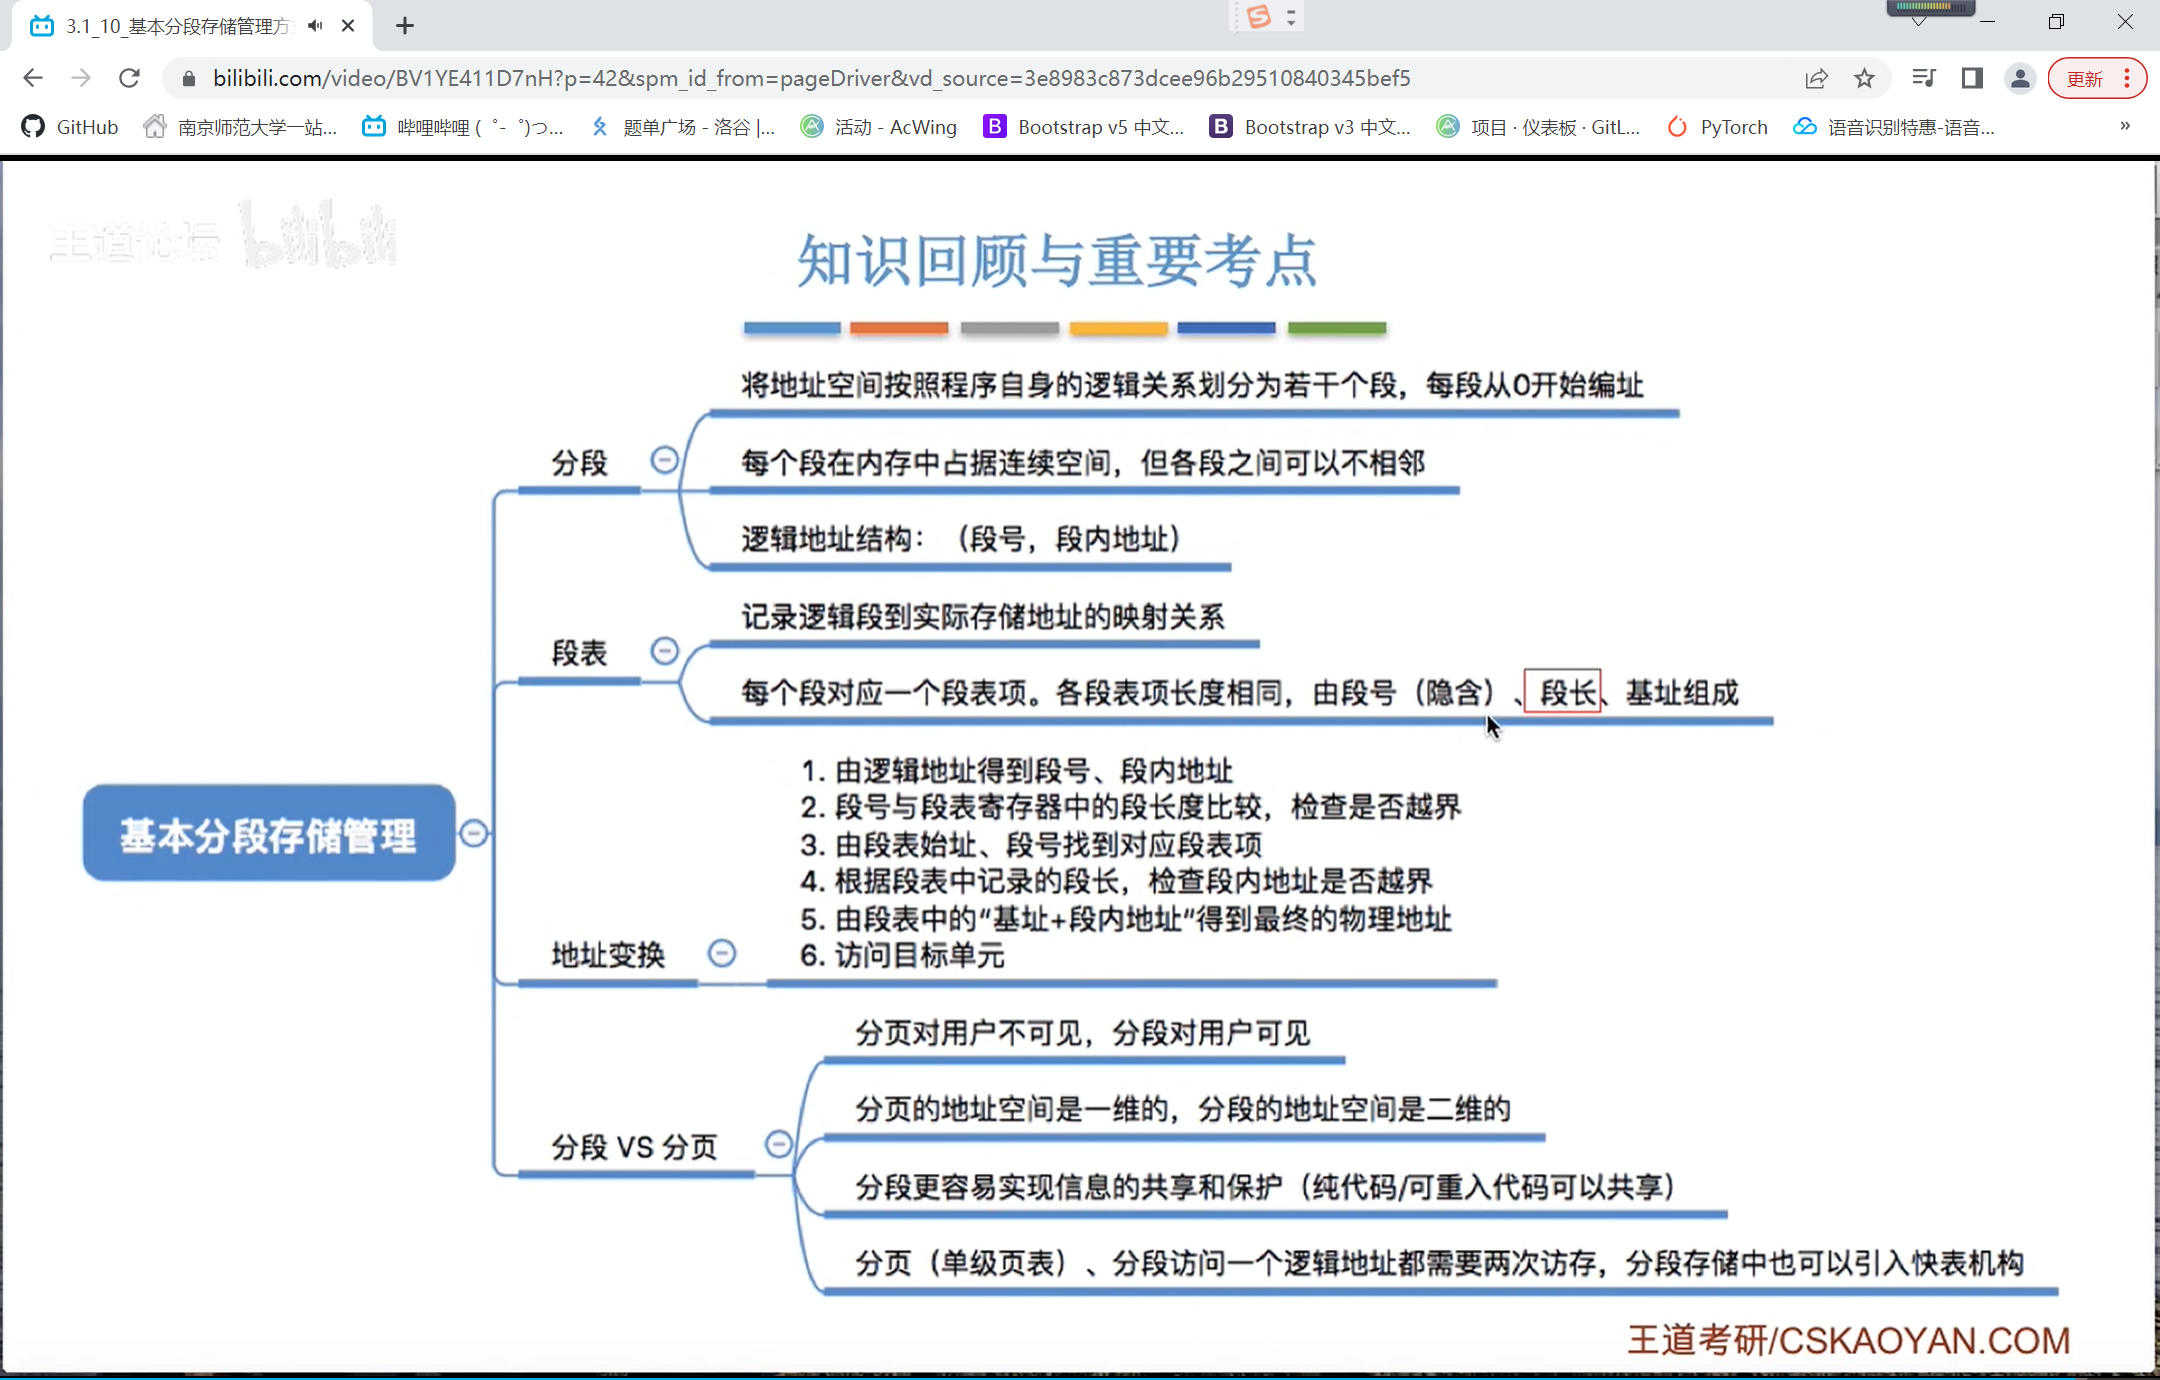 3.1_10_基本分段存储管理方
bilibili.com/video/BV1YE411D7nH?p=42&spm_id_from=pageDriver&vd_source=3e8983c873dcee96b29510840345bef5
更新
GitHub
南京师范大学一站...
哔哩哔哩 ( ゜- ゜)つ...
题单广场 - 洛谷 |...
活动 - AcWing
Bootstrap v5 中文...
Bootstrap v3 中文...
项目 · 仪表板 · GitL...
PyTorch
语音识别特惠-语音...
王道论坛 bilibili
知识回顾与重要考点
将地址空间按照程序自身的逻辑关系划分为若干个段，每段从0开始编址
分段
每个段在内存中占据连续空间，但各段之间可以不相邻
逻辑地址结构：（段号，段内地址）
记录逻辑段到实际存储地址的映射关系
段表
每个段对应一个段表项。各段表项长度相同，由段号（隐含）、段长、基址组成
基本分段存储管理
1. 由逻辑地址得到段号、段内地址
2. 段号与段表寄存器中的段长度比较，检查是否越界
3. 由段表始址、段号找到对应段表项
4. 根据段表中记录的段长，检查段内地址是否越界
5. 由段表中的“基址+段内地址”得到最终的物理地址
6. 访问目标单元
地址变换
分页对用户不可见，分段对用户可见
分页的地址空间是一维的，分段的地址空间是二维的
分段 VS 分页
分段更容易实现信息的共享和保护（纯代码/可重入代码可以共享）
分页（单级页表）、分段访问一个逻辑地址都需要两次访存，分段存储中也可以引入快表机构
王道考研/CSKAOYAN.COM